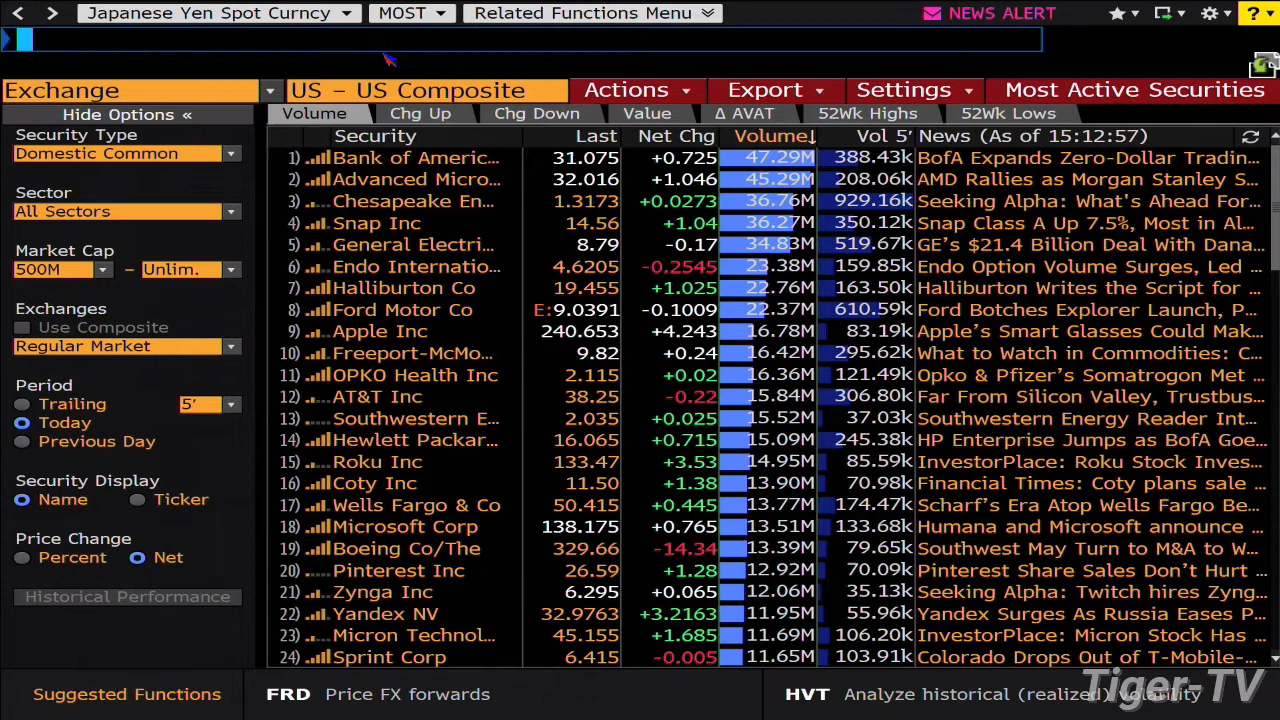 Japanese Yen Spot Curncy MOST Related Functions Menu NEWS ALERT ?
Exchange US – US Composite Actions Export Settings Most Active Securities
Hide Options «
Volume Chg Up Chg Down Value Δ AVAT 52Wk Highs 52Wk Lows
Security Type
Domestic Common
Sector
All Sectors
Market Cap
500M – Unlim.
Exchanges
Use Composite
Regular Market
Period
Trailing 5'
Today
Previous Day
Security Display
Name Ticker
Price Change
Percent Net
Historical Performance
Security Last Net Chg Volume↓ Vol 5' News (As of 15:12:57)
1) Bank of Americ... 31.075 +0.725 47.29M 388.43k BofA Expands Zero-Dollar Tradin...
2) Advanced Micro... 32.016 +1.046 45.29M 208.06k AMD Rallies as Morgan Stanley S...
3) Chesapeake En... 1.3173 +0.0273 36.76M 929.16k Seeking Alpha: What's Ahead For...
4) Snap Inc 14.56 +1.04 36.27M 350.12k Snap Class A Up 7.5%, Most in Al...
5) General Electri... 8.79 -0.17 34.83M 519.67k GE's $21.4 Billion Deal With Dana...
6) Endo Internatio... 4.6205 -0.2545 23.38M 159.85k Endo Option Volume Surges, Led ...
7) Halliburton Co 19.455 +1.025 22.76M 163.50k Halliburton Writes the Script for ...
8) Ford Motor Co E:9.0391 -0.1009 22.37M 610.59k Ford Botches Explorer Launch, P...
9) Apple Inc 240.653 +4.243 16.78M 83.19k Apple's Smart Glasses Could Mak...
10) Freeport-McMo... 9.82 +0.24 16.42M 295.62k What to Watch in Commodities: C...
11) OPKO Health Inc 2.115 +0.02 16.36M 121.49k Opko & Pfizer's Somatrogon Met ...
12) AT&T Inc 38.25 -0.22 15.84M 306.80k Far From Silicon Valley, Trustbus...
13) Southwestern E... 2.035 +0.025 15.52M 37.03k Southwestern Energy Reader Int...
14) Hewlett Packar... 16.065 +0.715 15.09M 245.38k HP Enterprise Jumps as BofA Goe...
15) Roku Inc 133.47 +3.53 14.95M 85.59k InvestorPlace: Roku Stock Inves...
16) Coty Inc 11.50 +1.38 13.90M 70.98k Financial Times: Coty plans sale ...
17) Wells Fargo & Co 50.415 +0.445 13.77M 174.47k Scharf's Era Atop Wells Fargo Be...
18) Microsoft Corp 138.175 +0.765 13.51M 133.68k Humana and Microsoft announce ...
19) Boeing Co/The 329.66 -14.34 13.39M 79.65k Southwest May Turn to M&A to W...
20) Pinterest Inc 26.59 +1.28 12.92M 70.09k Pinterest Share Sales Don't Hurt ...
21) Zynga Inc 6.295 +0.065 12.06M 35.13k Seeking Alpha: Twitch hires Zyng...
22) Yandex NV 32.9763 +3.2163 11.95M 55.96k Yandex Surges As Russia Eases P...
23) Micron Technol... 45.155 +1.685 11.69M 106.20k InvestorPlace: Micron Stock Has ...
24) Sprint Corp 6.415 -0.005 11.65M 103.91k Colorado Drops Out of T-Mobile-...
Suggested Functions FRD Price FX forwards HVT Analyze historical (realized) volatility
Tiger-TV